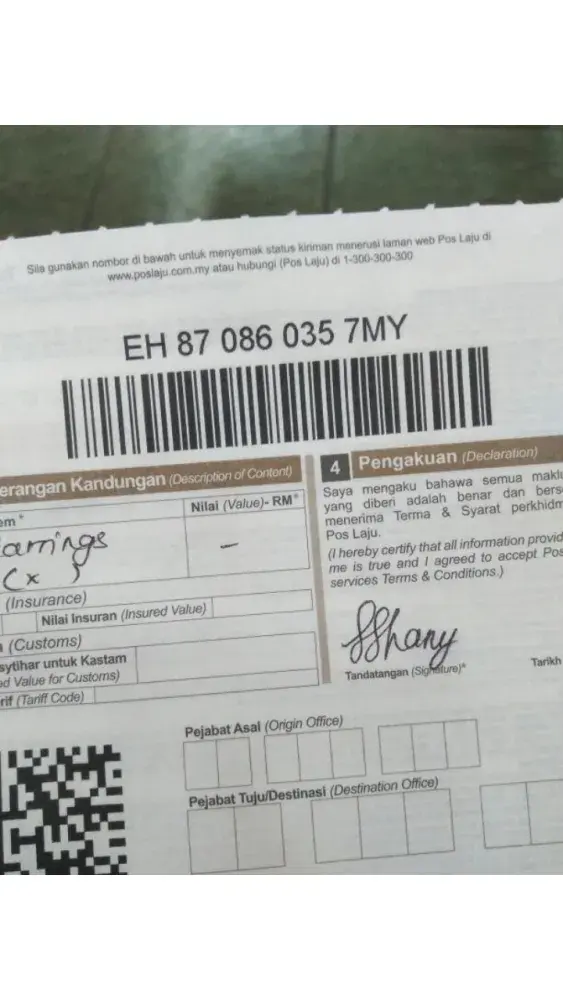 Sila gunakan nombor di bawah untuk menyemak status kiriman menerusi laman web Pos Laju di
www.poslaju.com.my atau hubungi (Pos Laju) di 1-300-300-300
EH 87 086 035 7MY
erangan Kandungan (Description of Content)
em*
Nilai (Value)- RM*
arrings
(x )
–
(Insurance)
Nilai Insuran (Insured Value)
(Customs)
sytihar untuk Kastam
ed Value for Customs)
rif (Tariff Code)
4 Pengakuan (Declaration)
Saya mengaku bahawa semua maklu
yang diberi adalah benar dan bers
menerima Terma & Syarat perkhidm
Pos Laju.
(I hereby certify that all information provid
me is true and I agreed to accept Pos
services Terms & Conditions.)
Tandatangan (Signature)*
Tarikh
Pejabat Asal (Origin Office)
Pejabat Tuju/Destinasi (Destination Office)